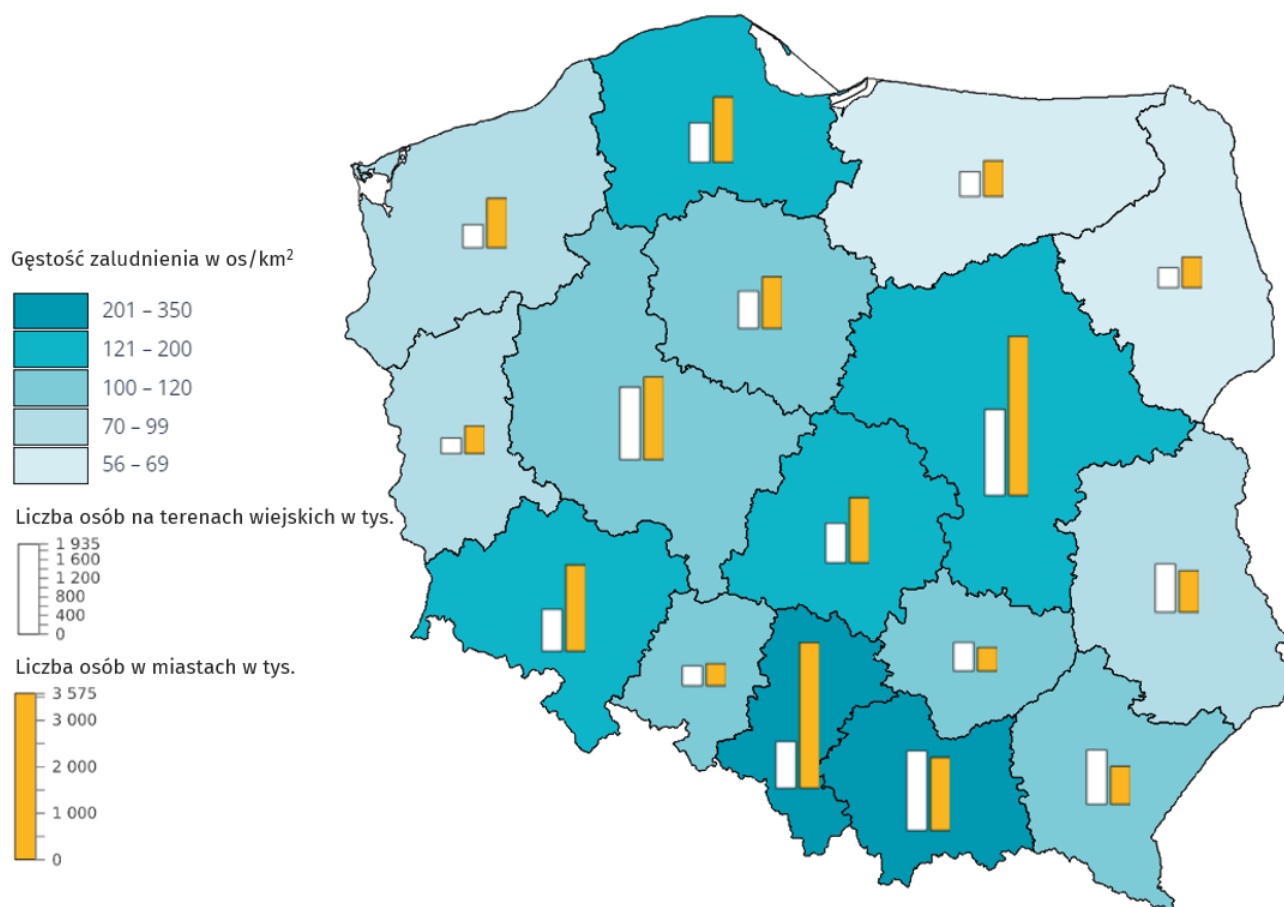 Gęstość zaludnienia w os/km²
201 – 350
121 – 200
100 – 120
70 – 99
56 – 69
Liczba osób na terenach wiejskich w tys.
1 935
1 600
1 200
800
400
0
Liczba osób w miastach w tys.
3 575
3 000
2 000
1 000
0